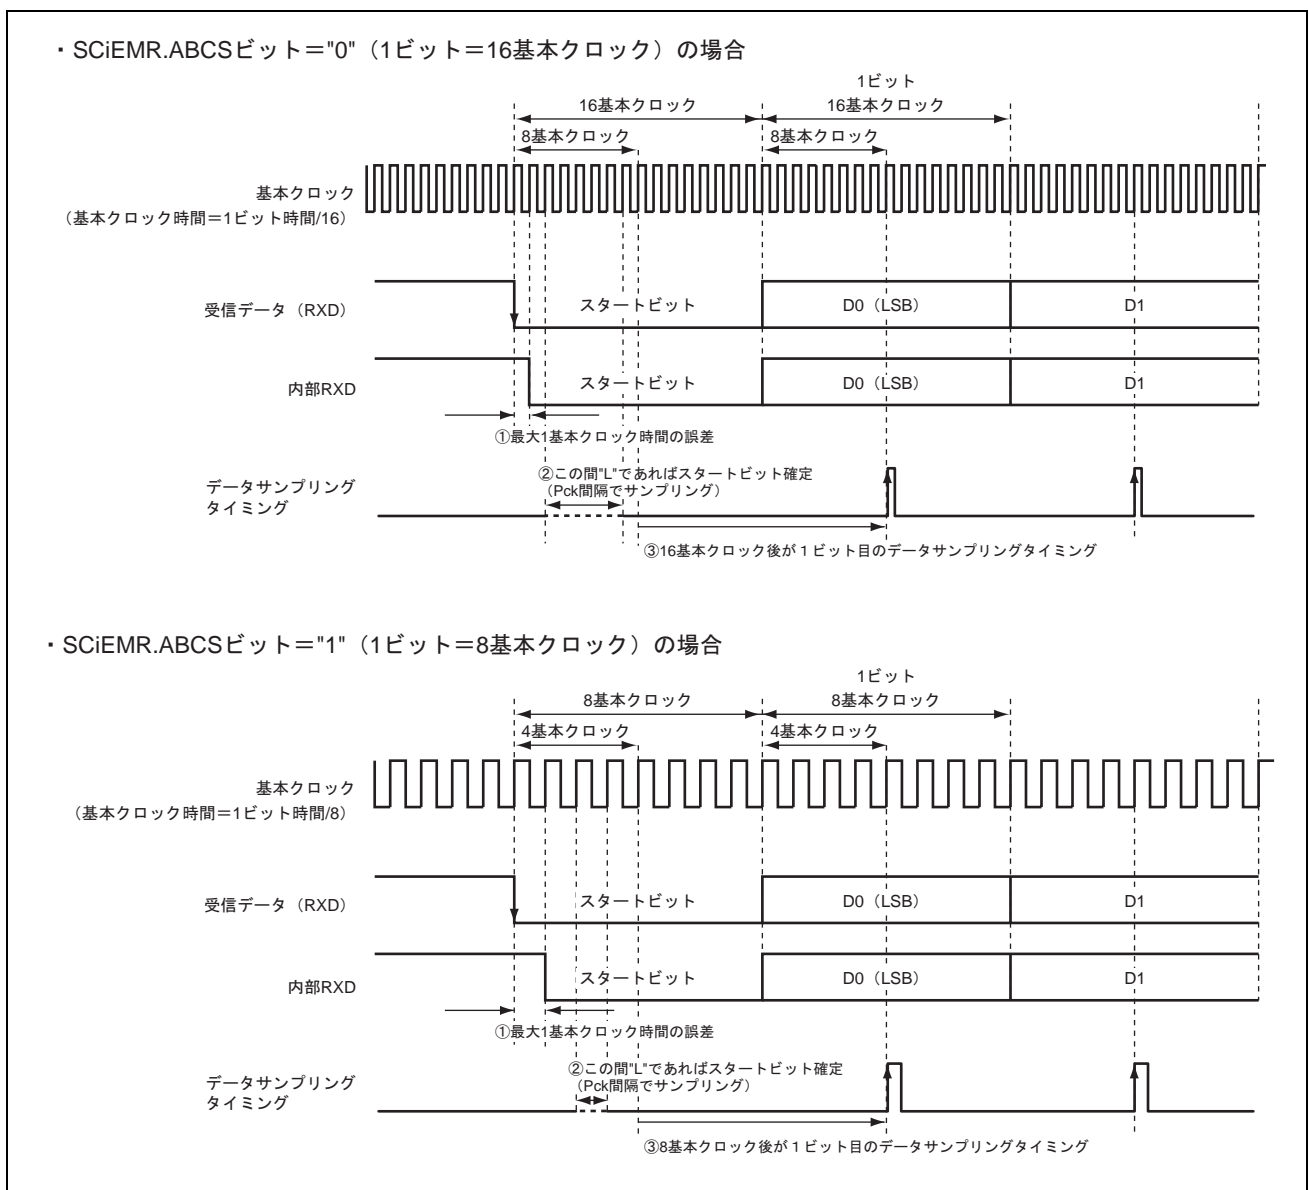 ・SCiEMR.ABCSビット＝"0"（1ビット＝16基本クロック）の場合
1ビット
16基本クロック
16基本クロック
8基本クロック
8基本クロック
基本クロック
（基本クロック時間＝1ビット時間/16）
受信データ（RXD）
スタートビット
D0（LSB）
D1
内部RXD
スタートビット
D0（LSB）
D1
①最大1基本クロック時間の誤差
データサンプリング
タイミング
②この間"L"であればスタートビット確定
（Pck間隔でサンプリング）
③16基本クロック後が１ビット目のデータサンプリングタイミング
・SCiEMR.ABCSビット＝"1"（1ビット＝8基本クロック）の場合
1ビット
8基本クロック
8基本クロック
4基本クロック
4基本クロック
基本クロック
（基本クロック時間＝1ビット時間/8）
受信データ（RXD）
スタートビット
D0（LSB）
D1
内部RXD
スタートビット
D0（LSB）
D1
①最大1基本クロック時間の誤差
データサンプリング
タイミング
②この間"L"であればスタートビット確定
（Pck間隔でサンプリング）
③8基本クロック後が１ビット目のデータサンプリングタイミング